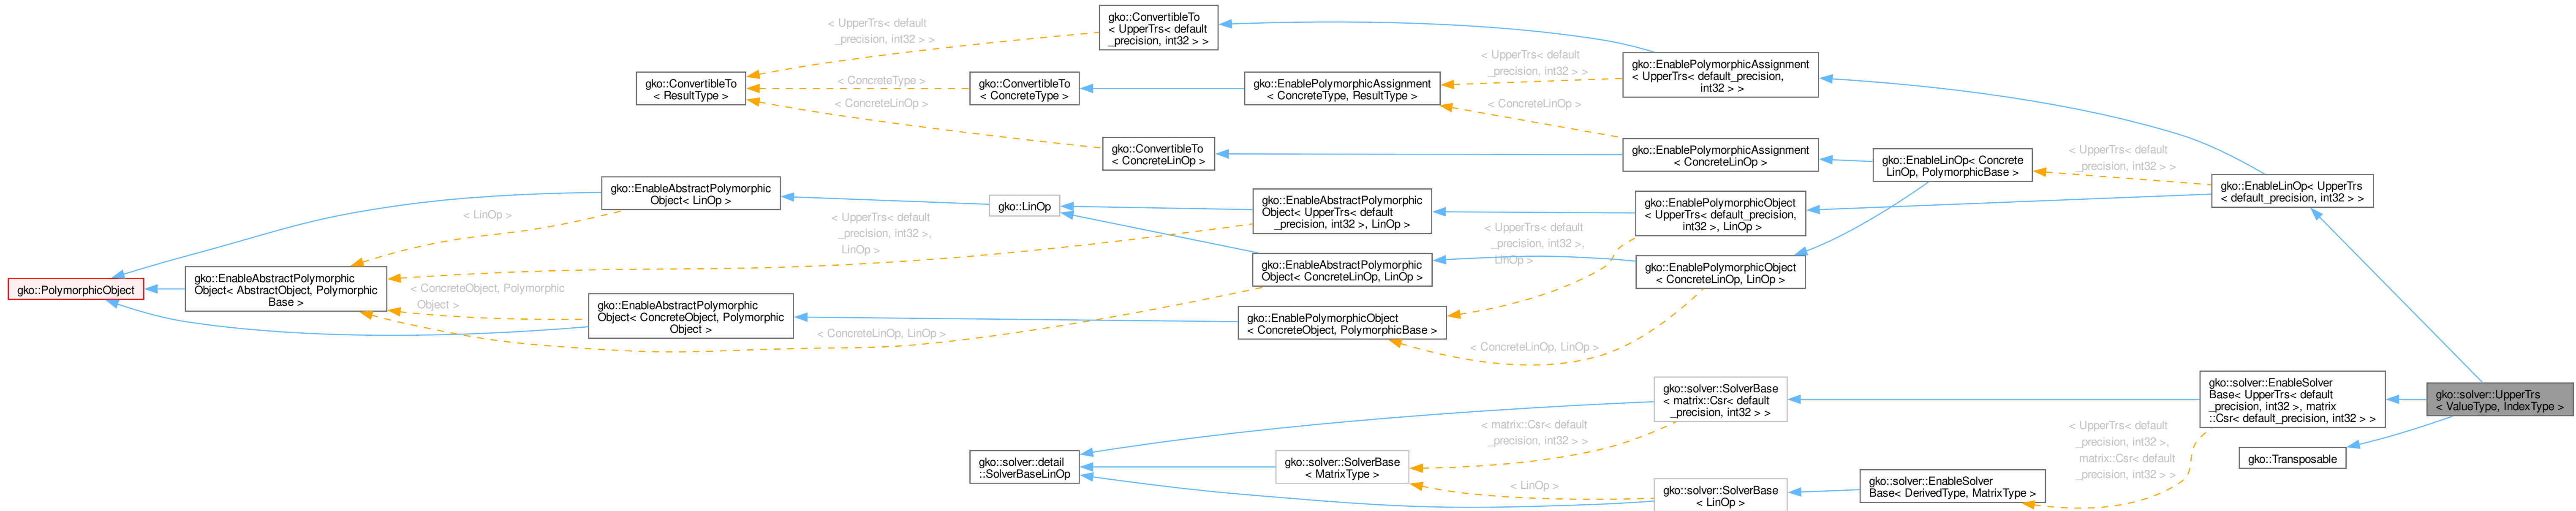 gko::PolymorphicObject
gko::EnableAbstractPolymorphic
Object< AbstractObject, Polymorphic
Base >
gko::EnableAbstractPolymorphic
Object< LinOp >
gko::EnableAbstractPolymorphic
Object< ConcreteObject, Polymorphic
Object >
gko::ConvertibleTo
< ResultType >
gko::ConvertibleTo
< UpperTrs< default
_precision, int32 > >
gko::ConvertibleTo
< ConcreteType >
gko::ConvertibleTo
< ConcreteLinOp >
gko::LinOp
gko::solver::detail
::SolverBaseLinOp
gko::EnablePolymorphicAssignment
< ConcreteType, ResultType >
gko::EnableAbstractPolymorphic
Object< UpperTrs< default
_precision, int32 >, LinOp >
gko::EnableAbstractPolymorphic
Object< ConcreteLinOp, LinOp >
gko::EnablePolymorphicObject
< ConcreteObject, PolymorphicBase >
gko::solver::SolverBase
< MatrixType >
gko::EnablePolymorphicAssignment
< UpperTrs< default_precision,
int32 > >
gko::EnablePolymorphicAssignment
< ConcreteLinOp >
gko::EnablePolymorphicObject
< UpperTrs< default_precision,
int32 >, LinOp >
gko::EnablePolymorphicObject
< ConcreteLinOp, LinOp >
gko::solver::SolverBase
< matrix::Csr< default
_precision, int32 > >
gko::solver::SolverBase
< LinOp >
gko::EnableLinOp< Concrete
LinOp, PolymorphicBase >
gko::solver::EnableSolver
Base< DerivedType, MatrixType >
gko::EnableLinOp< UpperTrs
< default_precision, int32 > >
gko::solver::EnableSolver
Base< UpperTrs< default
_precision, int32 >, matrix
::Csr< default_precision, int32 > >
gko::Transposable
gko::solver::UpperTrs
< ValueType, IndexType >
< UpperTrs< default
_precision, int32 > >
< ConcreteType >
< ConcreteLinOp >
< UpperTrs< default
_precision, int32 > >
< ConcreteLinOp >
< UpperTrs< default
_precision, int32 > >
< LinOp >
< UpperTrs< default
_precision, int32 >,
LinOp >
< ConcreteObject, Polymorphic
Object >
< ConcreteLinOp, LinOp >
< UpperTrs< default
_precision, int32 >,
LinOp >
< ConcreteLinOp, LinOp >
< matrix::Csr< default
_precision, int32 > >
< LinOp >
< UpperTrs< default
_precision, int32 >,
matrix::Csr< default
_precision, int32 > >